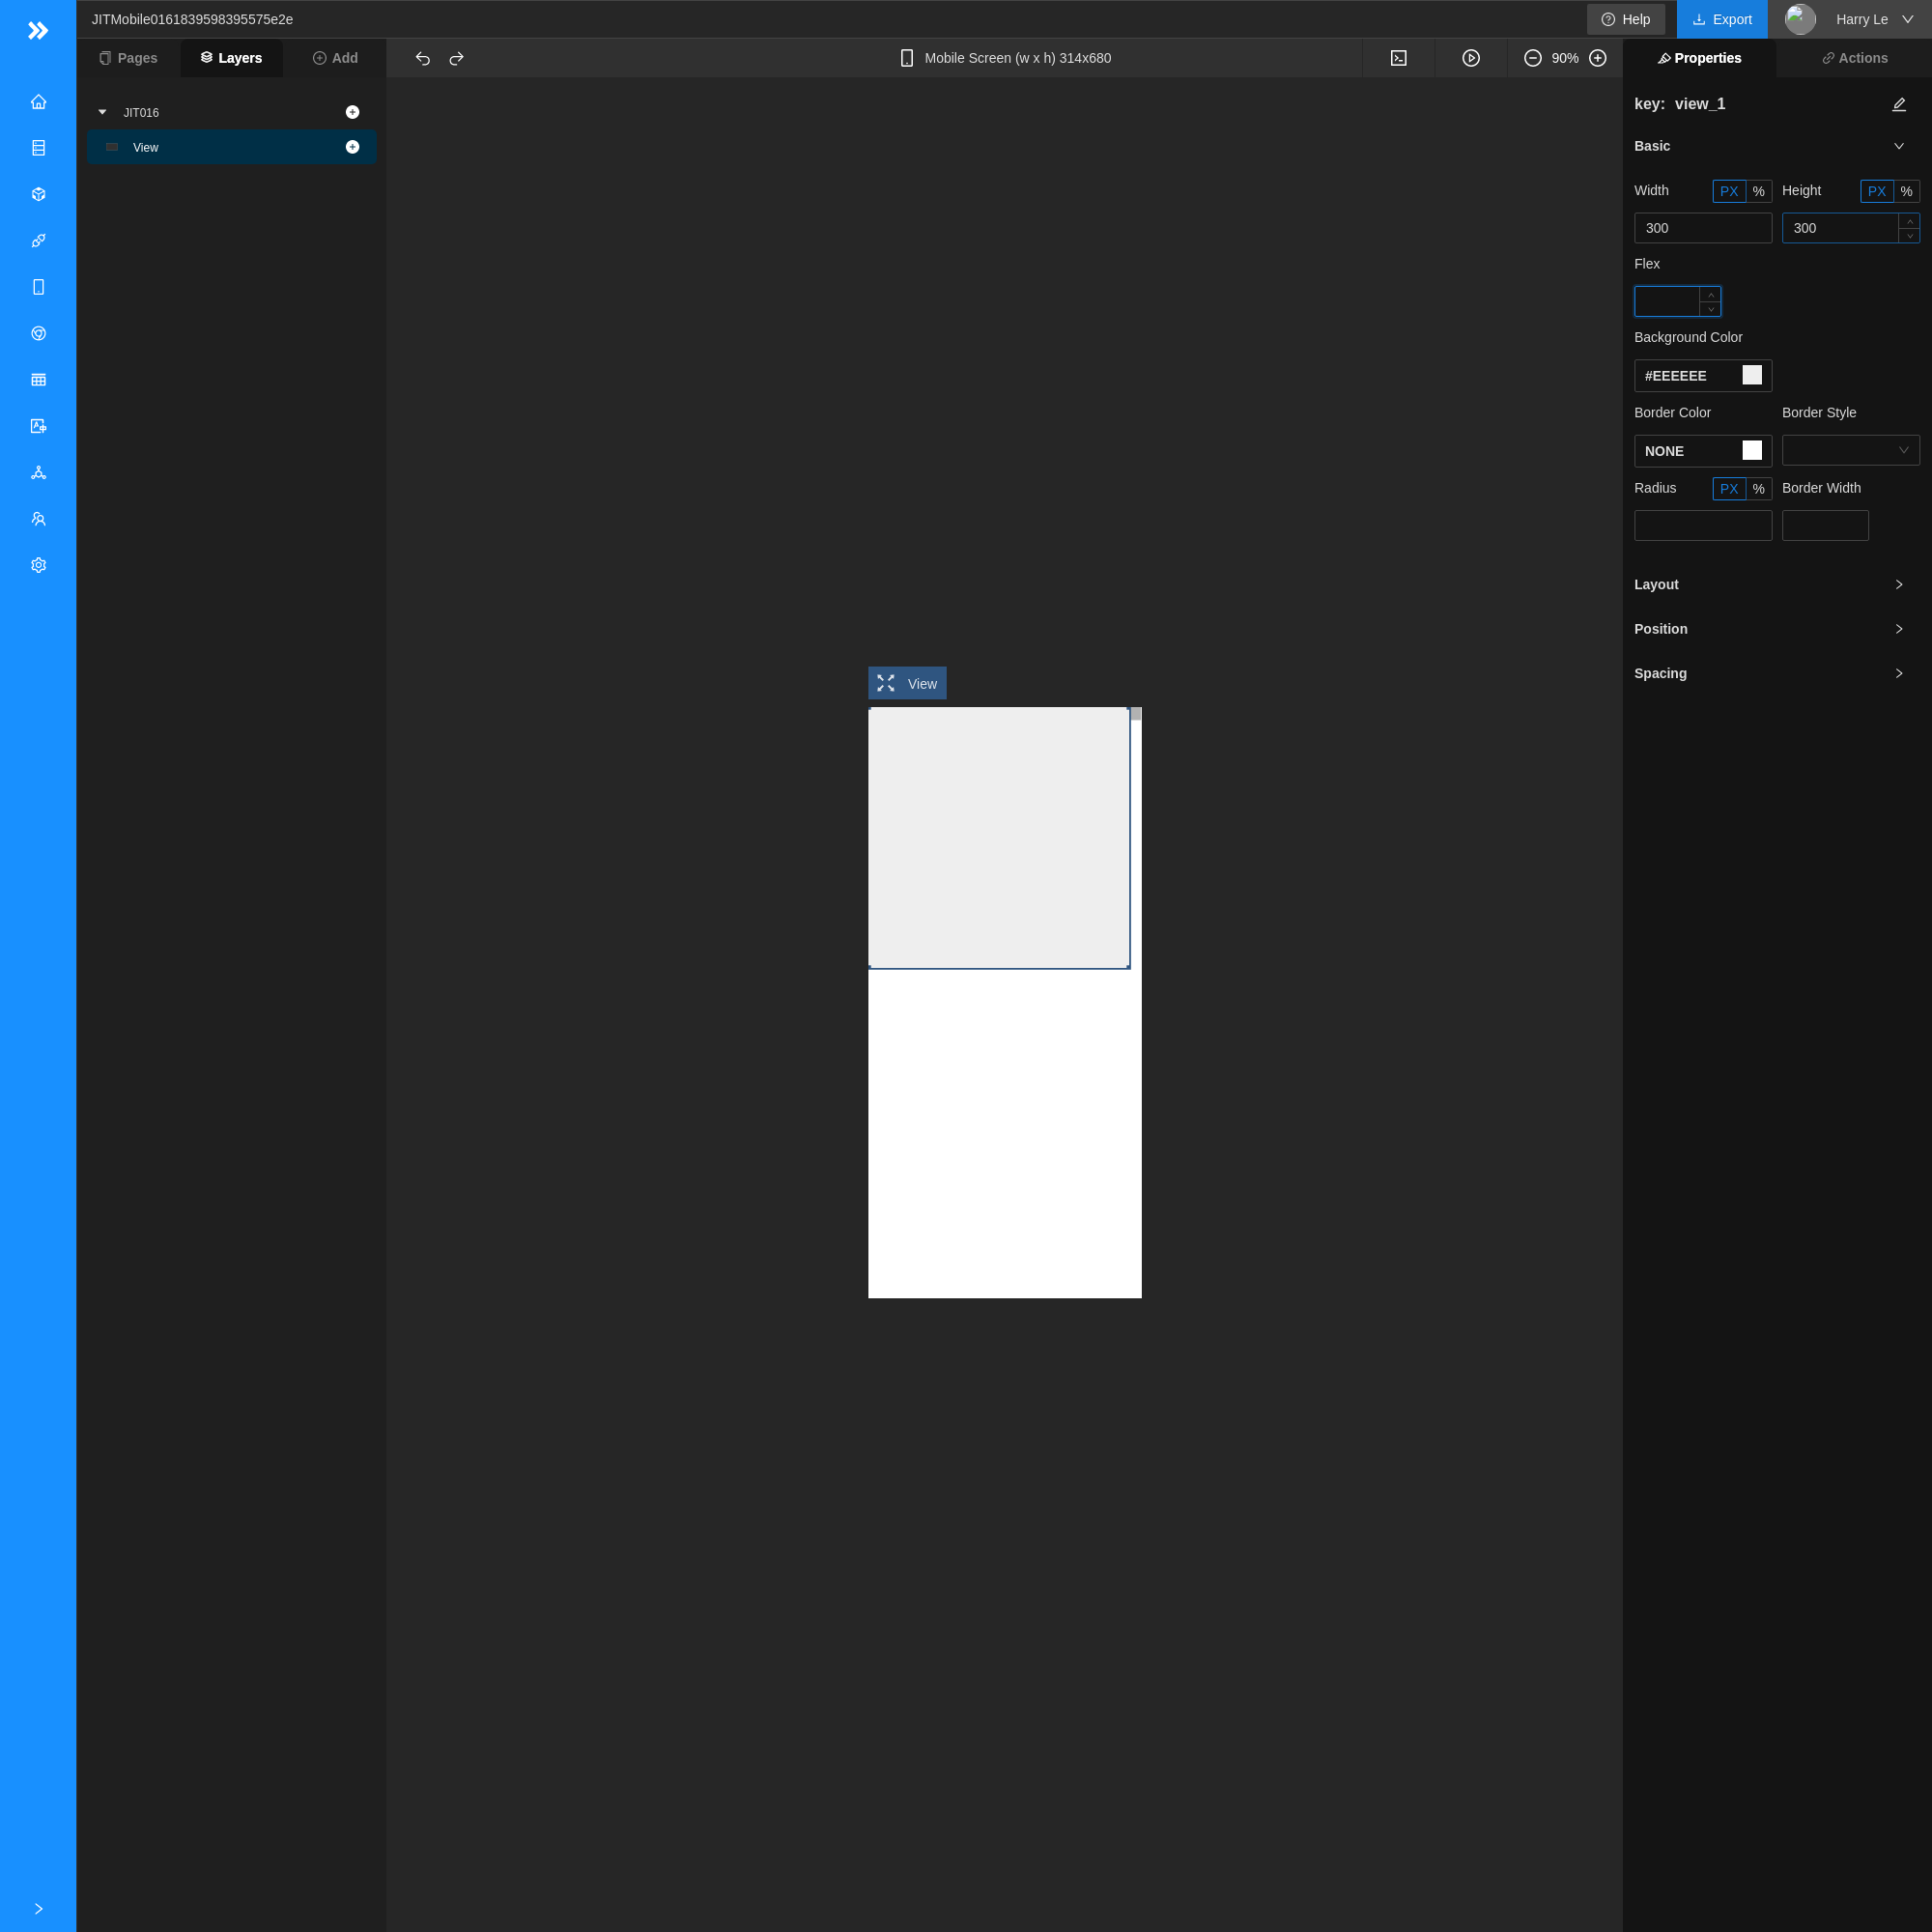 JITMobile0161839598395575e2e
Help
Export
Harry Le
Pages
Layers
Add
Mobile Screen (w x h) 314x680
90%
Properties
Actions
JIT016
View
key: view_1
Basic
Width PX % Height PX %
300 300
Flex
Background Color
#EEEEEE
Border Color Border Style
NONE
Radius PX % Border Width
Layout
Position
Spacing
View